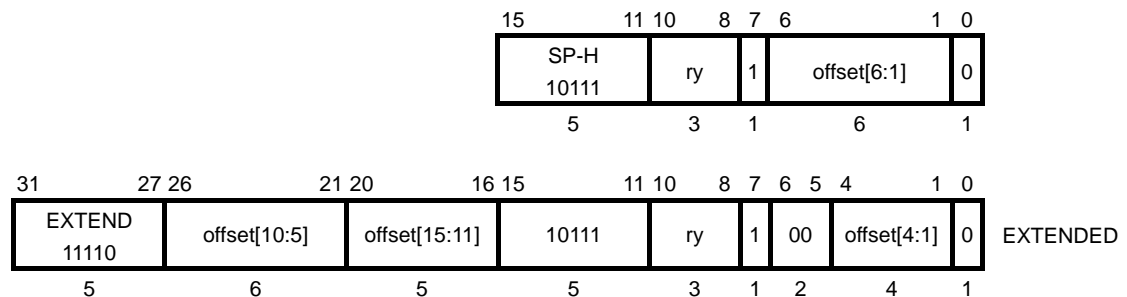 15 11 10 8 7 6 1 0
SP-H
10111 ry 1 offset[6:1] 0
5 3 1 6 1
31 27 26 21 20 16 15 11 10 8 7 6 5 4 1 0
EXTEND
11110 offset[10:5] offset[15:11] 10111 ry 1 00 offset[4:1] 0 EXTENDED
5 6 5 5 3 1 2 4 1